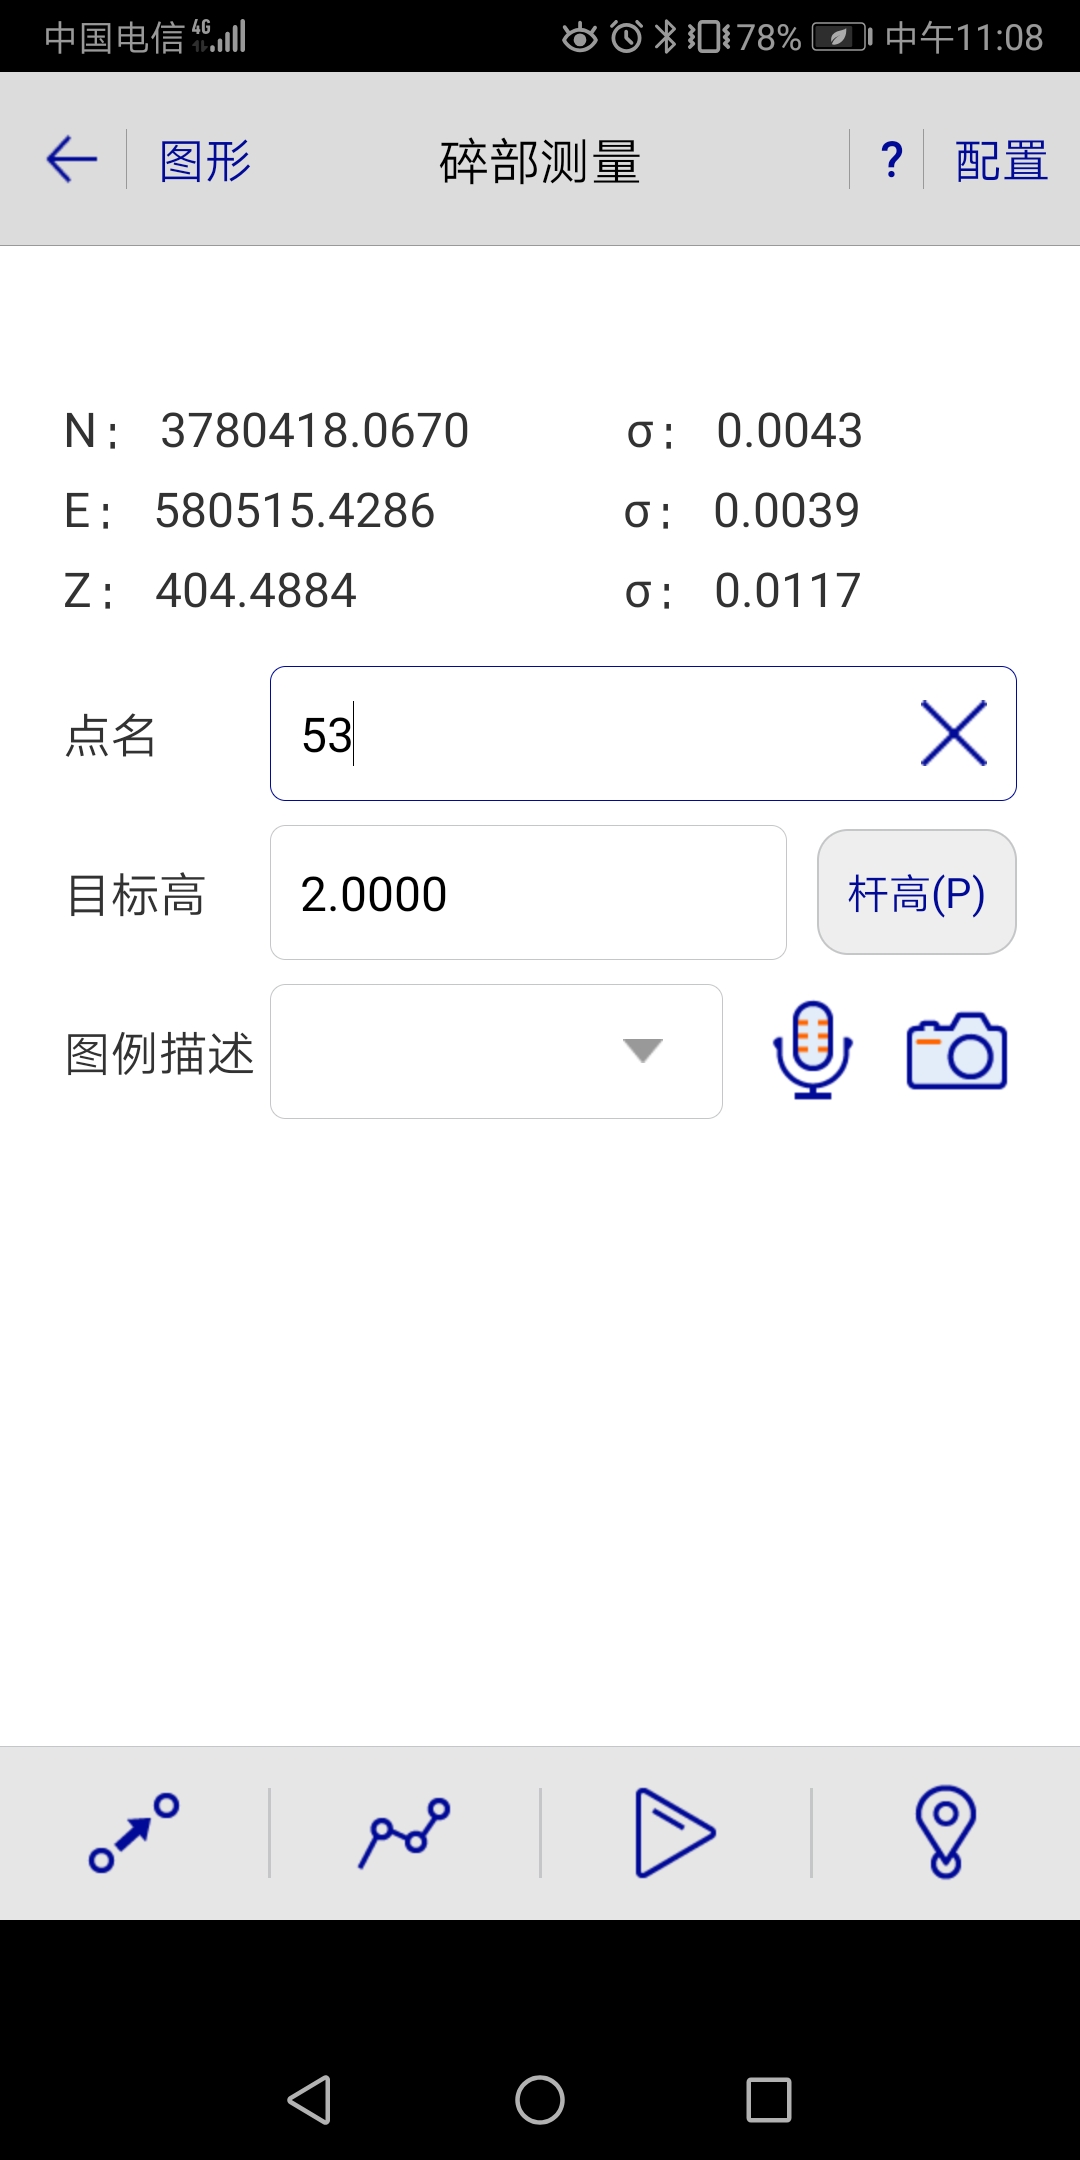 中国电信 4G 78% 中午11:08
图形 碎部测量 ? 配置
N: 3780418.0670 σ: 0.0043
E: 580515.4286 σ: 0.0039
Z: 404.4884 σ: 0.0117
点名 53
目标高 2.0000 杆高(P)
图例描述